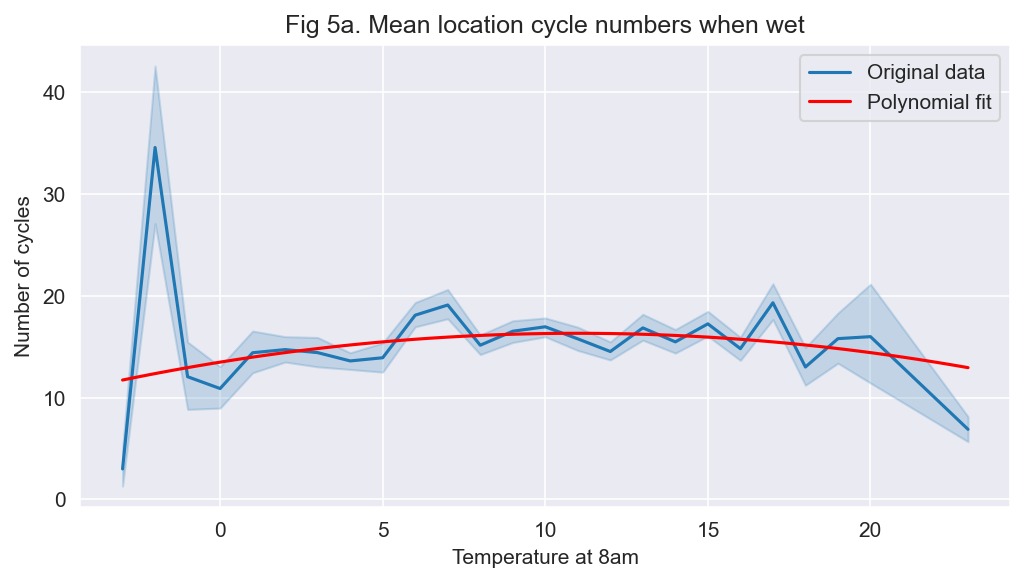 Fig 5a. Mean location cycle numbers when wet
Original data
Polynomial fit
Number of cycles
40
30
20
10
0
0
5
10
15
20
Temperature at 8am